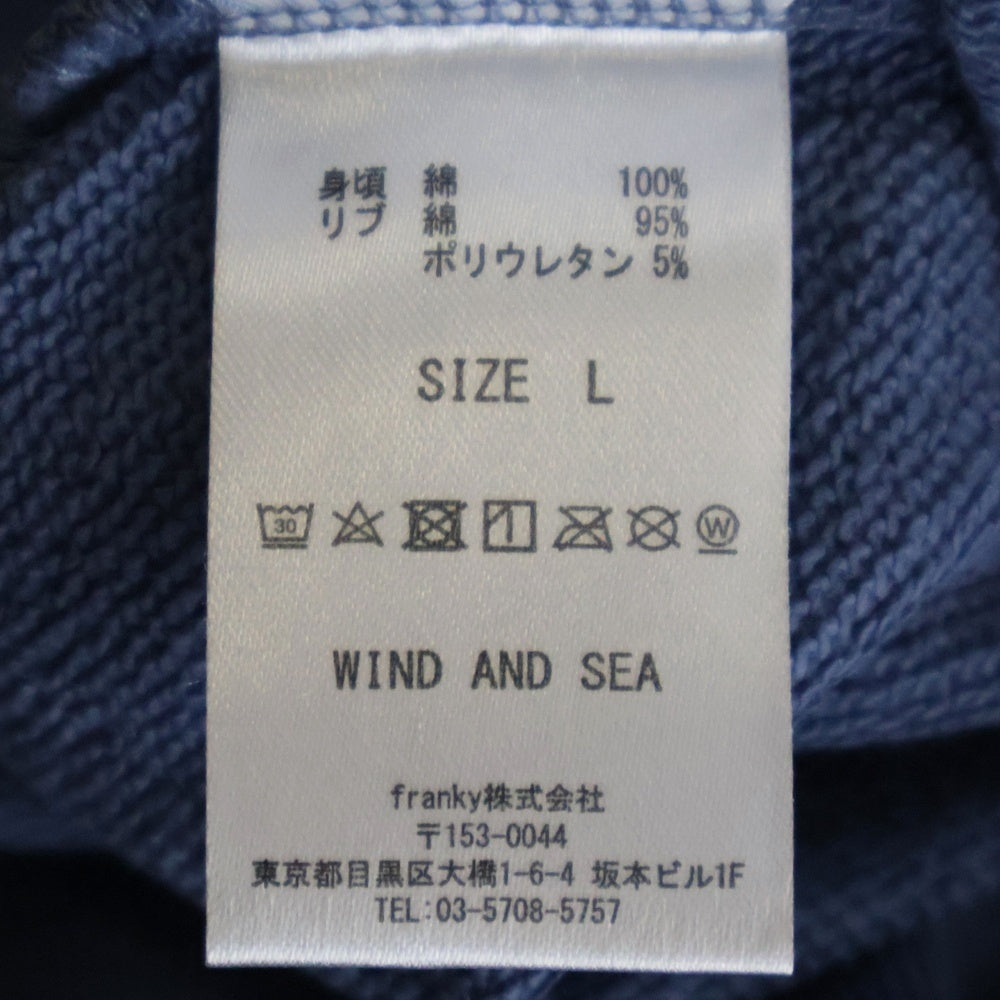 身頃 綿 100%
リブ 綿 95%
ポリウレタン 5%
SIZE L
30 W
WIND AND SEA
franky株式会社
〒153-0044
東京都目黒区大橋1-6-4 坂本ビル1F
TEL:03-5708-5757